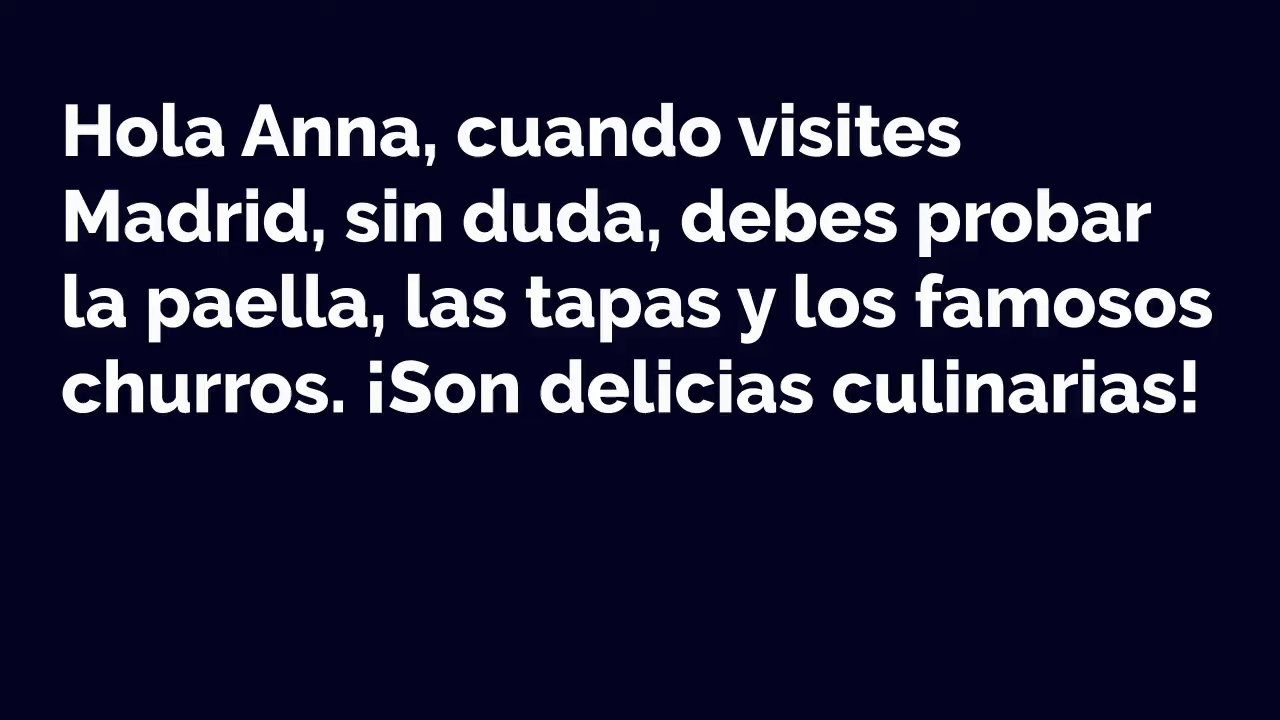 Hola Anna, cuando visites
Madrid, sin duda, debes probar
la paella, las tapas y los famosos
churros. ¡Son delicias culinarias!